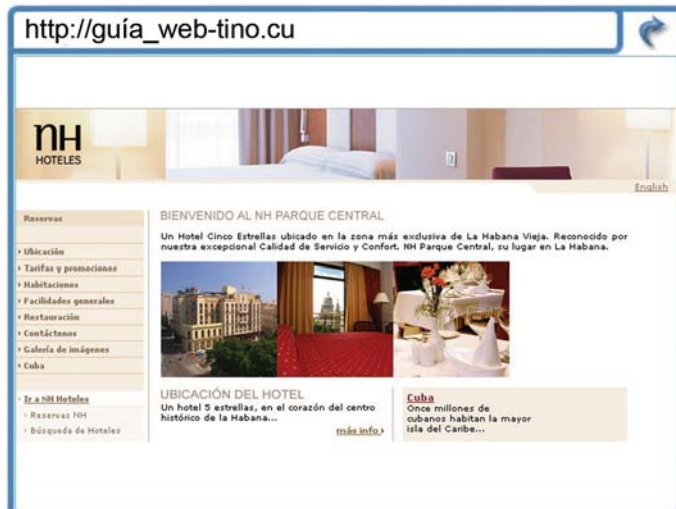 http://guía_web-tino.cu
nH
HOTELES
English
Reservas
Ubicación
Tarifas y promociones
Habitaciones
Facilidades generales
Restauración
Contáctenos
Galería de imágenes
Cuba
Ir a NH Hoteles
Reservas NH
Búsqueda de Hoteles
BIENVENIDO AL NH PARQUE CENTRAL
Un Hotel Cinco Estrellas ubicado en la zona más exclusiva de La Habana Vieja. Reconocido por
nuestra excepcional Calidad de Servicio y Confort. NH Parque Central, su lugar en La Habana.
UBICACIÓN DEL HOTEL
Un hotel 5 estrellas, en el corazón del centro
histórico de la Habana...
más info
Cuba
Once millones de
cubanos habitan la mayor
isla del Caribe...